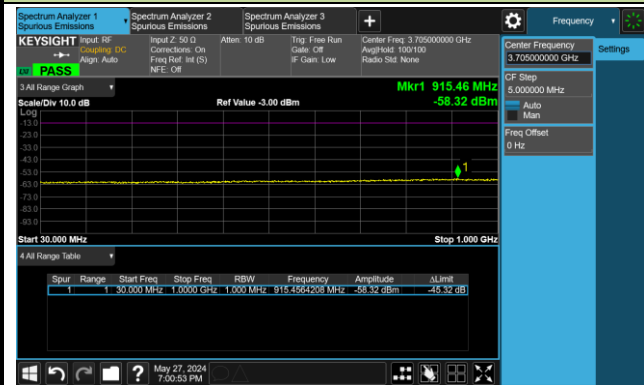 Spectrum Analyzer 1
Spurious Emissions
Spectrum Analyzer 2
Spurious Emissions
Spectrum Analyzer 3
Spurious Emissions
Frequency
KEYSIGHT
Input: RF
Coupling: DC
Align: Auto
Input Z: 50 Ω
Corrections: On
Freq Ref: Int (S)
NFE: Off
Atten: 10 dB
Trig: Free Run
Gate: Off
IF Gain: Low
Center Freq: 3.705000000 GHz
Avg|Hold: 100/100
Radio Std: None
PASS
Center Frequency
3.705000000 GHz
Settings
CF Step
5.000000 MHz
Auto
Man
Freq Offset
0 Hz
3 All Range Graph
Mkr1 915.46 MHz
Scale/Div 10.0 dB
Ref Value -3.00 dBm
-58.32 dBm
Log
-13.0
-23.0
-33.0
-43.0
-53.0
-63.0
-73.0
-83.0
-93.0
1
Start 30.000 MHz
Stop 1.000 GHz
4 All Range Table
Spur Range Start Freq Stop Freq RBW Frequency Amplitude ΔLimit
1 1 30.000 MHz 1.0000 GHz 1.000 MHz 915.4564208 MHz -58.32 dBm -45.32 dB
?
May 27, 2024
7:00:53 PM